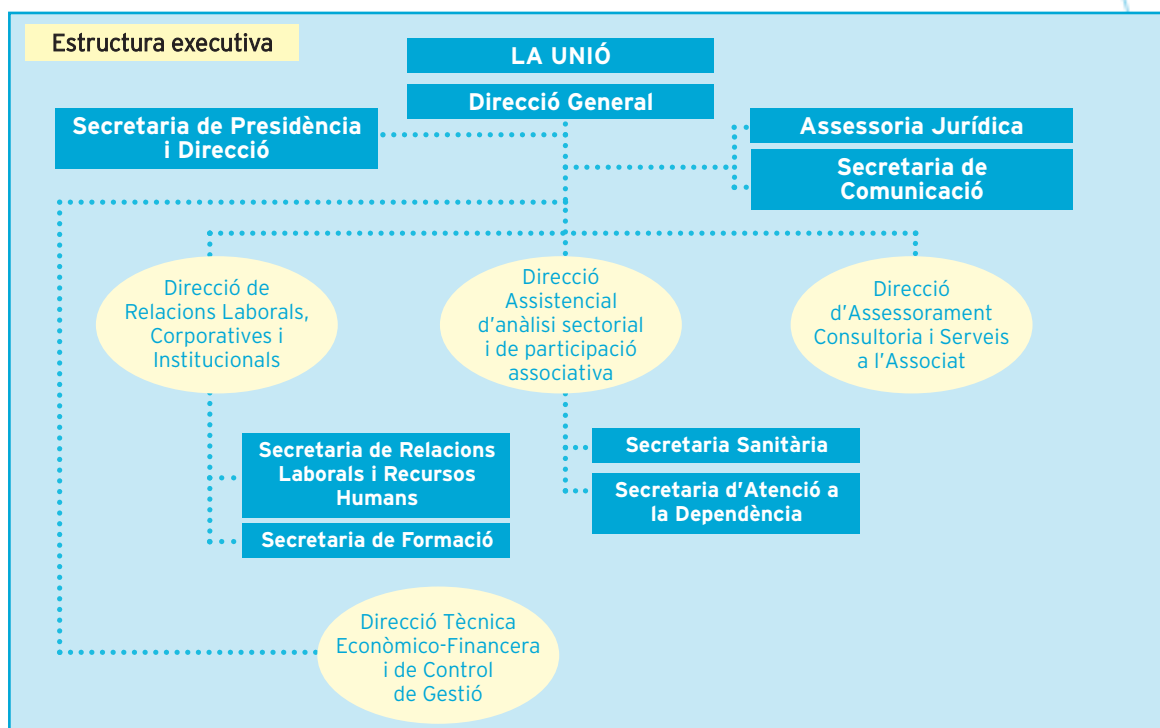 Estructura executiva
LA UNIÓ
Direcció General
Secretaria de Presidència
i Direcció
Assessoria Jurídica
Secretaria de
Comunicació
Direcció de
Relacions Laborals,
Corporatives i
Institucionals
Direcció
Assistencial
d'anàlisi sectorial
i de participació
associativa
Direcció
d'Assessorament
Consultoria i Serveis
a l'Associat
Secretaria de Relacions
Laborals i Recursos
Humans
Secretaria de Formació
Secretaria Sanitària
Secretaria d'Atenció a
la Dependència
Direcció Tècnica
Econòmico-Financera
i de Control
de Gestió